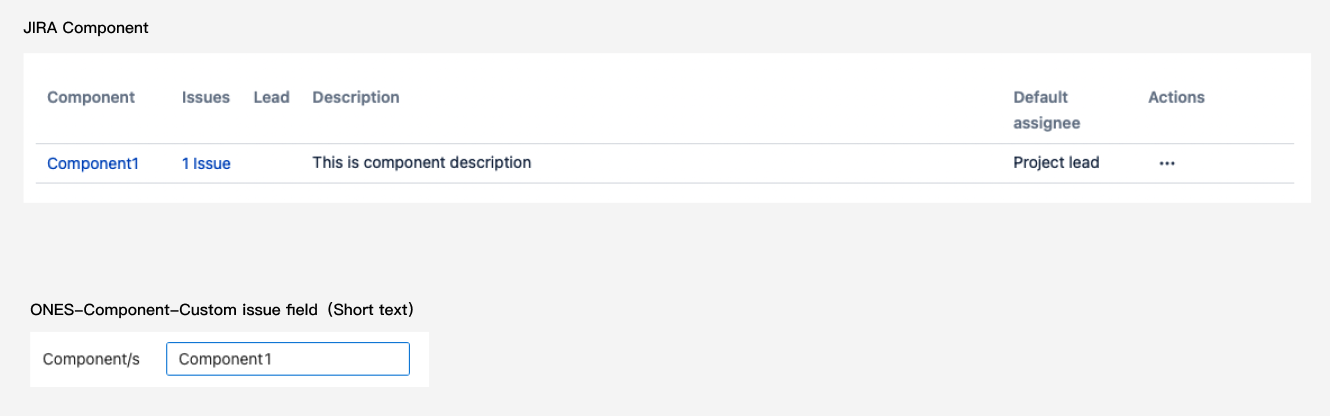 JIRA Component
Component Issues Lead Description Default assignee Actions
Component1 1 Issue This is component description Project lead ···
ONES–Component–Custom issue field（Short text）
Component/s Component1